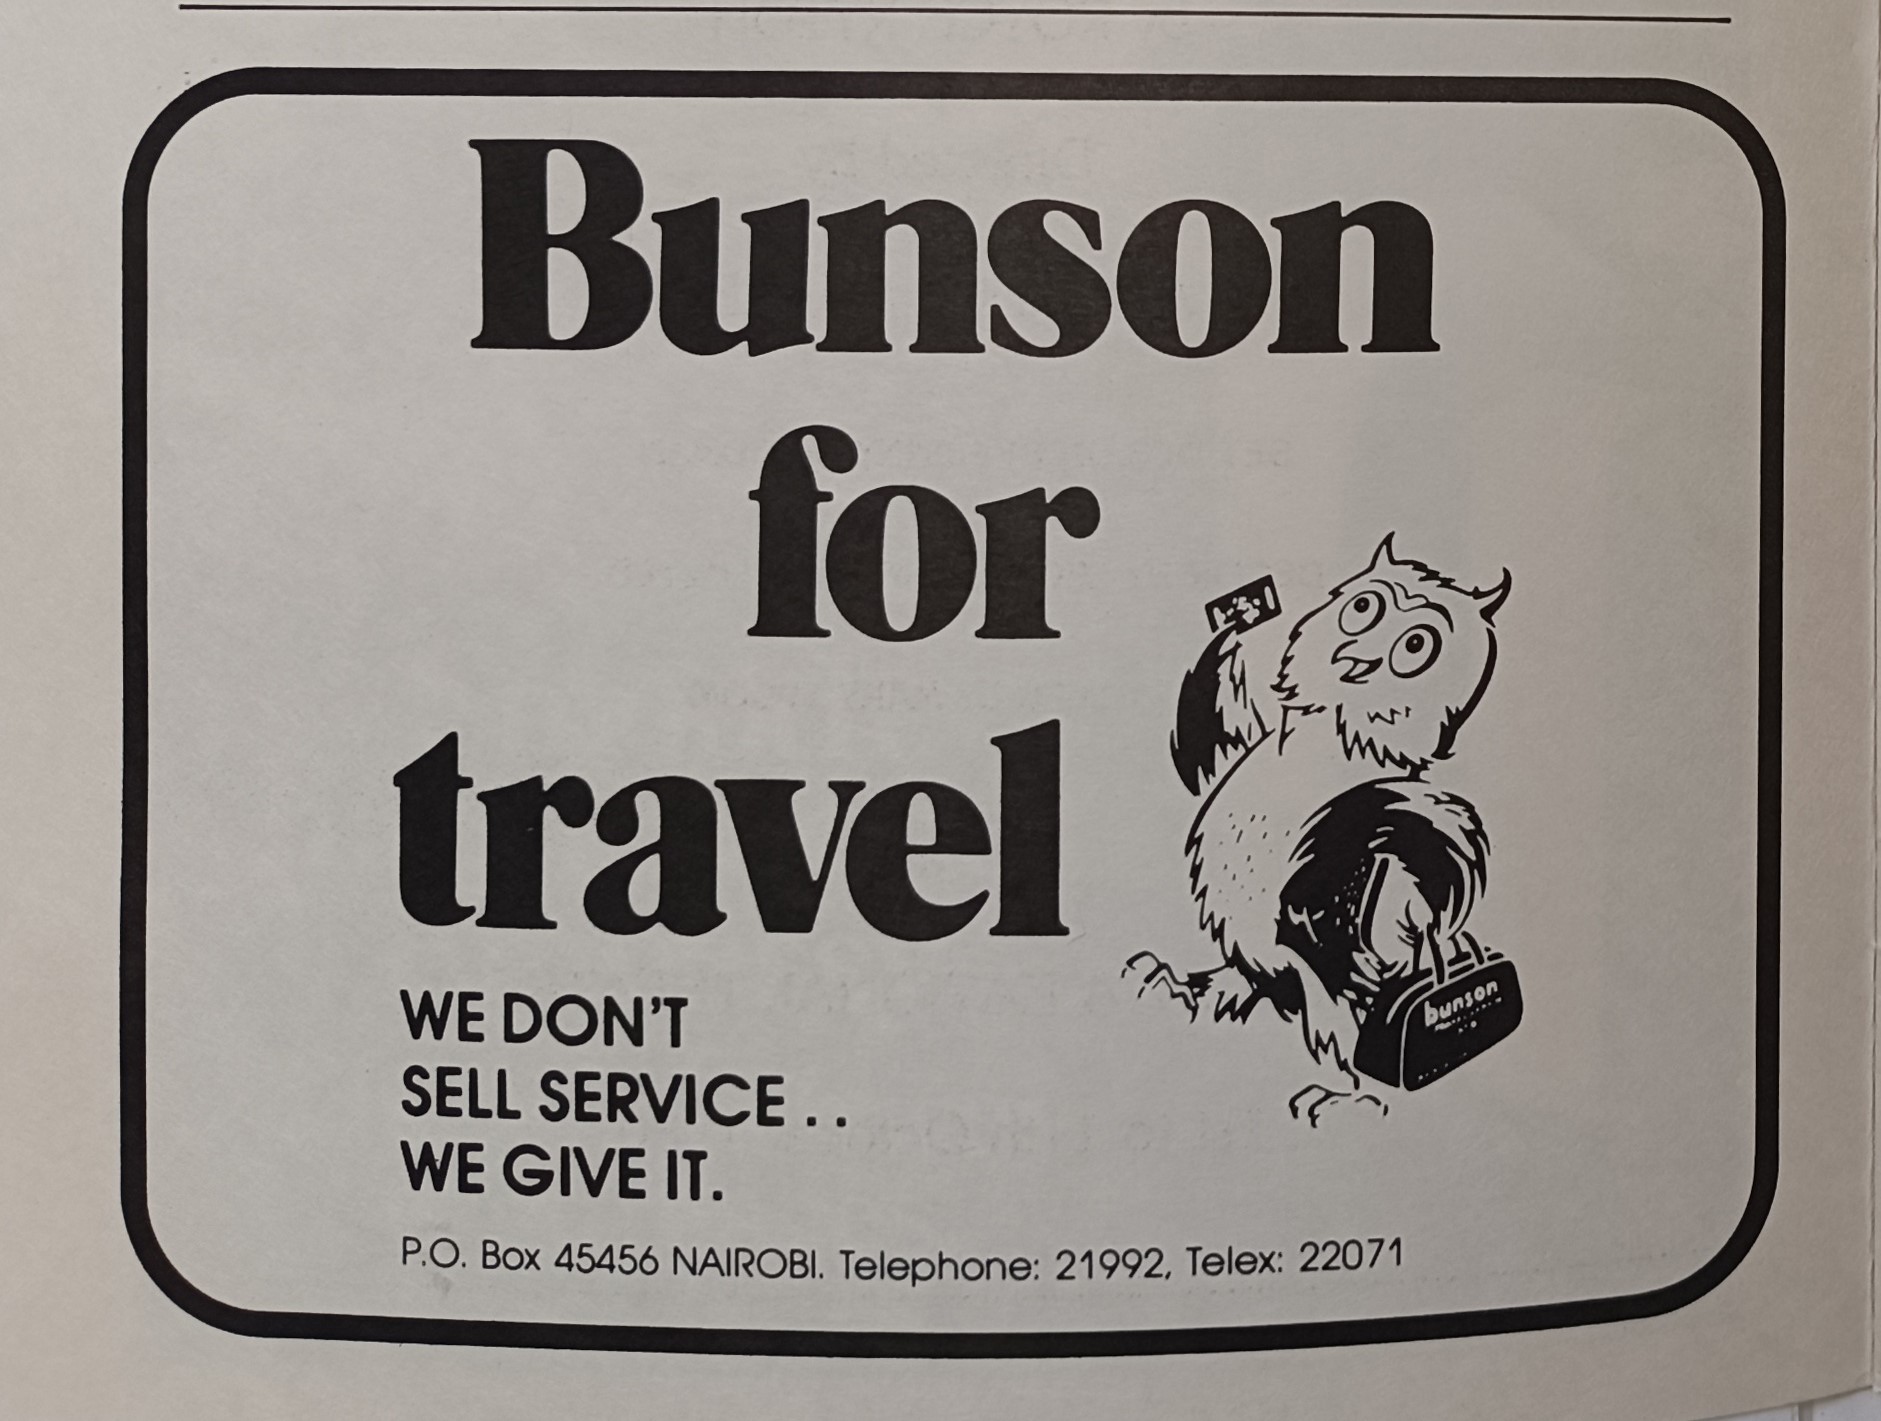 Bunson
for
travel
bunson
WE DON'T
SELL SERVICE . .
WE GIVE IT.
P.O. Box 45456 NAIROBI. Telephone: 21992, Telex: 22071